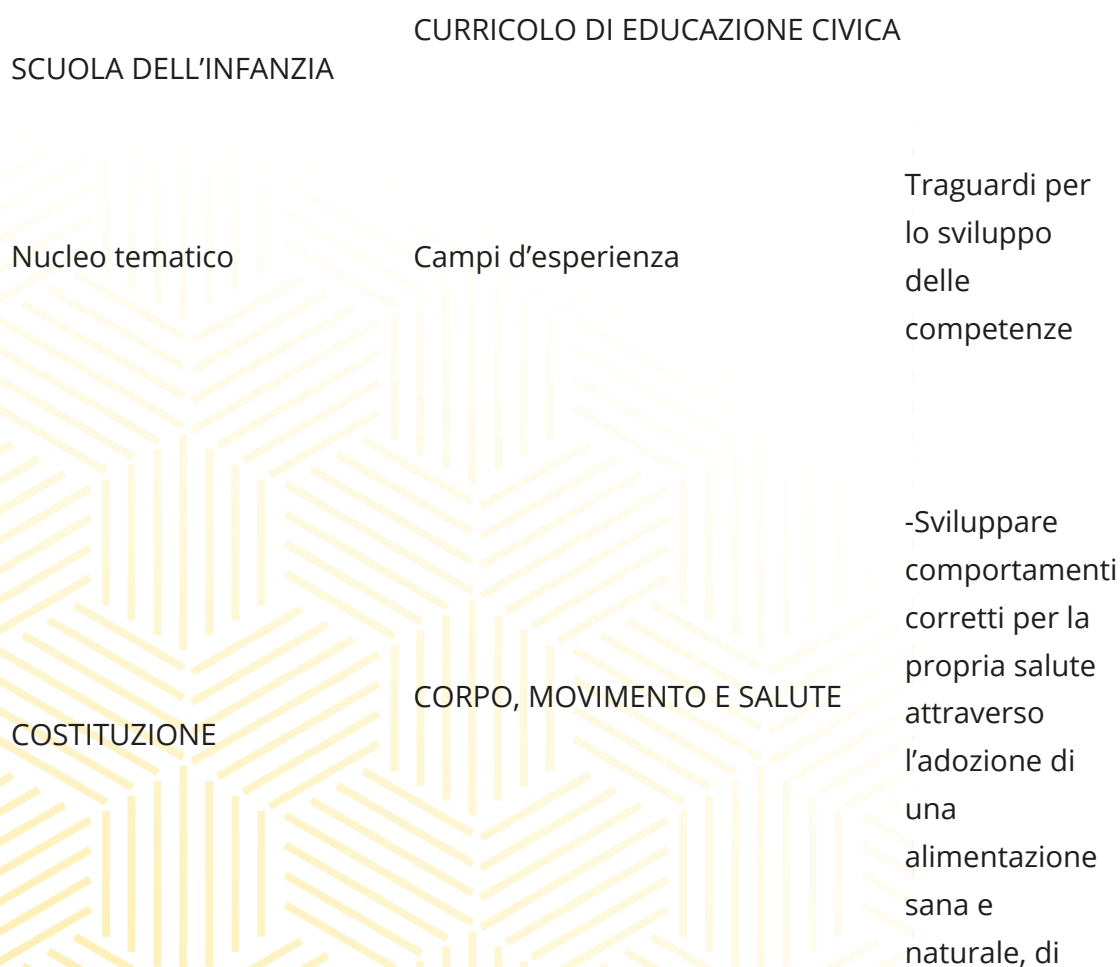 CURRICOLO DI EDUCAZIONE CIVICA
SCUOLA DELL’INFANZIA
Nucleo tematico
Campi d’esperienza
Traguardi per
lo sviluppo
delle
competenze
COSTITUZIONE
CORPO, MOVIMENTO E SALUTE
-Sviluppare
comportamenti
corretti per la
propria salute
attraverso
l’adozione di
una
alimentazione
sana e
naturale, di